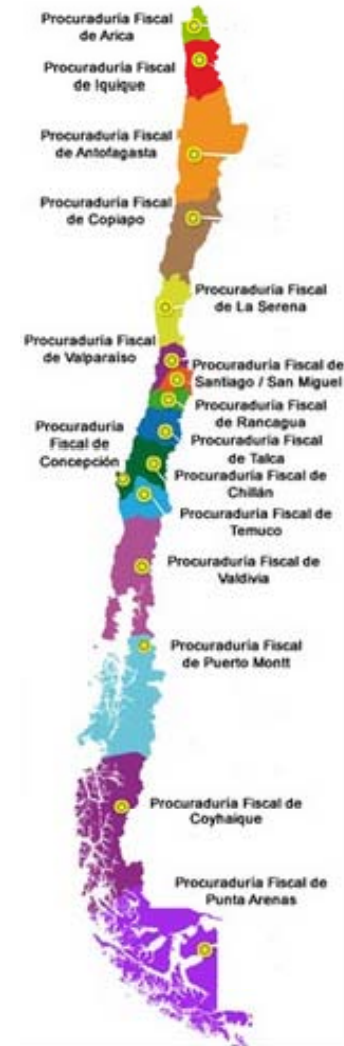 Procuraduría Fiscal
de Arica
Procuraduría Fiscal
de Iquique
Procuraduría Fiscal
de Antofagasta
Procuraduría Fiscal
de Copiapo
Procuraduría Fiscal
de La Serena
Procuraduría Fiscal
de Valparaíso
Procuraduría Fiscal de
Santiago / San Miguel
Procuraduría Fiscal
de Rancagua
Procuraduría
Fiscal de
Concepción
Procuraduría Fiscal
de Talca
Procuraduría Fiscal de
Chillán
Procuraduría Fiscal de
Temuco
Procuraduría Fiscal de
Valdivia
Procuraduría Fiscal
de Puerto Montt
Procuraduría Fiscal de
Coyhaique
Procuraduría Fiscal de
Punta Arenas